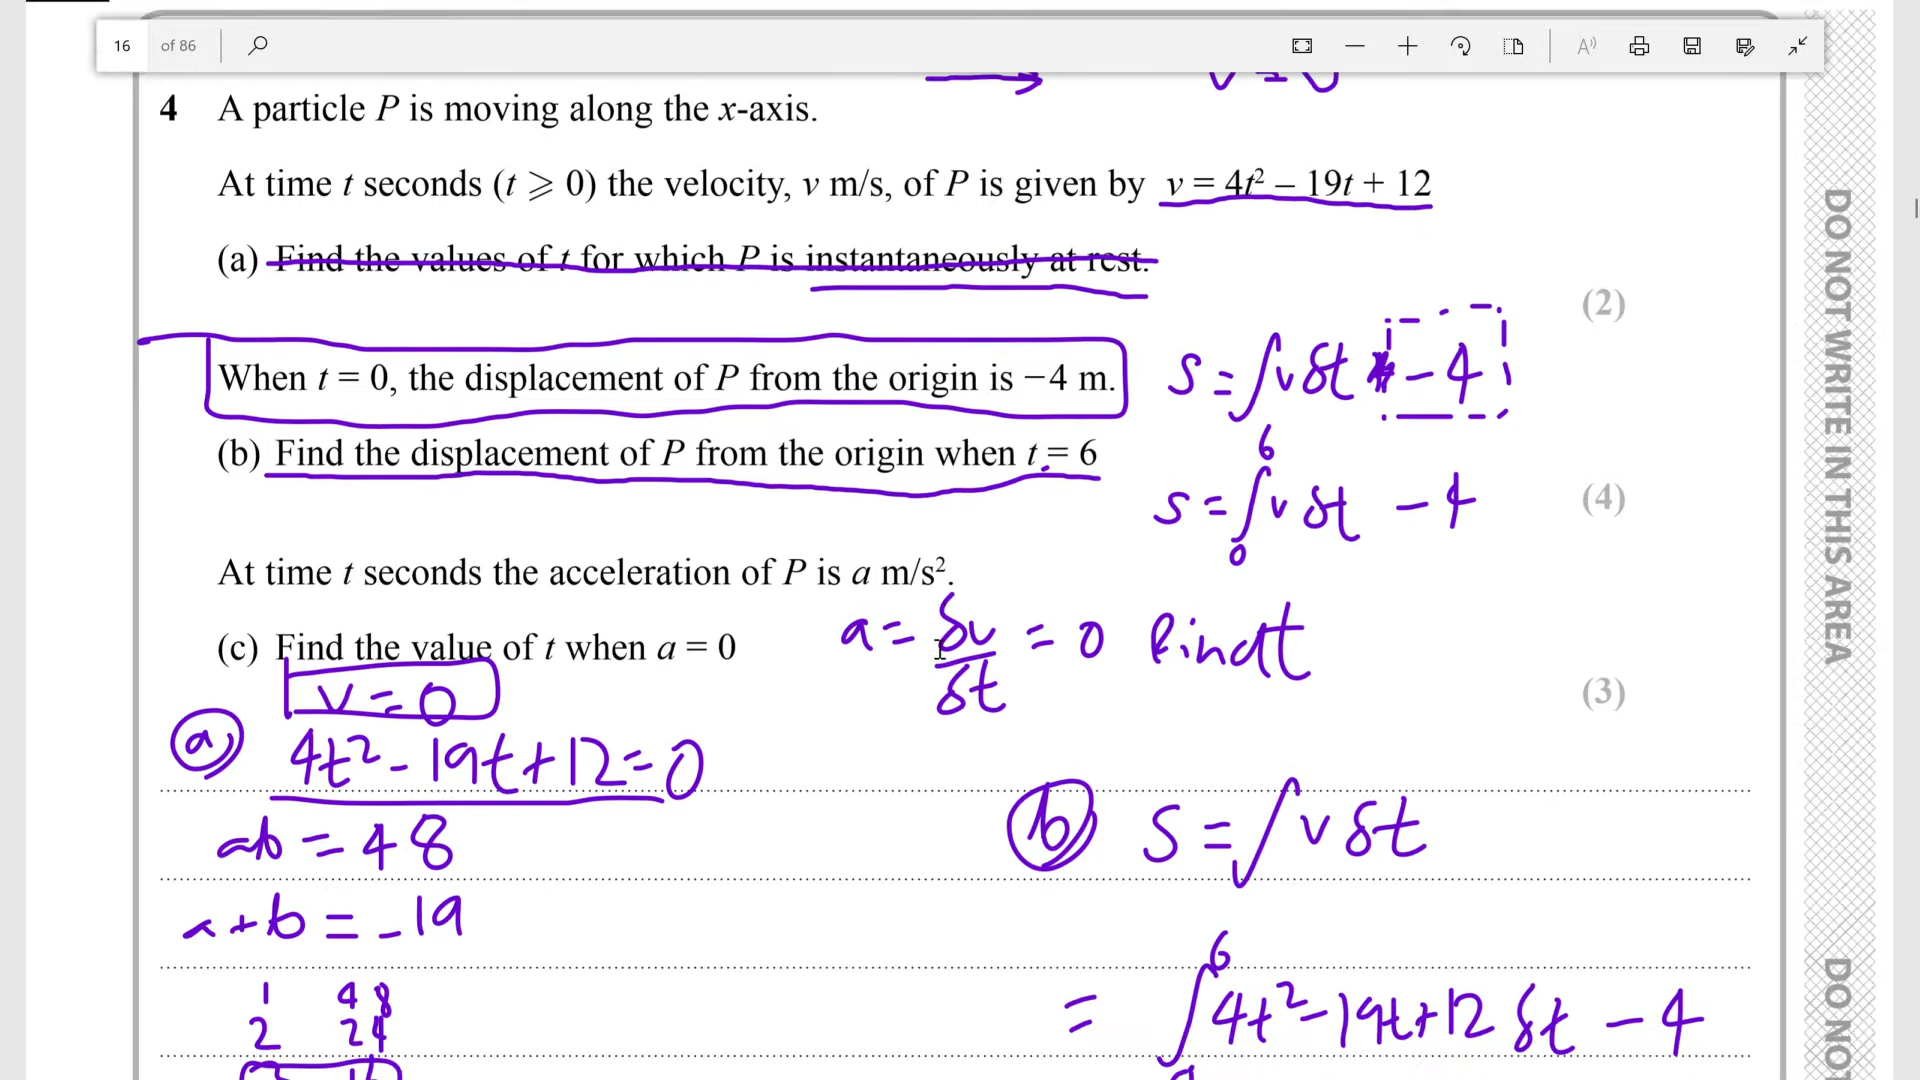 16 of 86
v = v
4 A particle P is moving along the x-axis.
At time t seconds (t ⩾ 0) the velocity, v m/s, of P is given by v = 4t² – 19t + 12
(a) Find the values of t for which P is instantaneously at rest.
(2)
When t = 0, the displacement of P from the origin is −4 m.
s = ∫v δt − 4
(b) Find the displacement of P from the origin when t = 6
s = ∫₀⁶ v δt − 4
(4)
At time t seconds the acceleration of P is a m/s².
(c) Find the value of t when a = 0
a = δv/δt = 0 find t
(3)
v = 0
(a) 4t² − 19t + 12 = 0
ab = 48
a + b = −19
1 48
2 24
(b) s = ∫v δt
= ∫⁶ 4t² − 19t + 12 δt − 4
DO NOT WRITE IN THIS AREA
DO NO